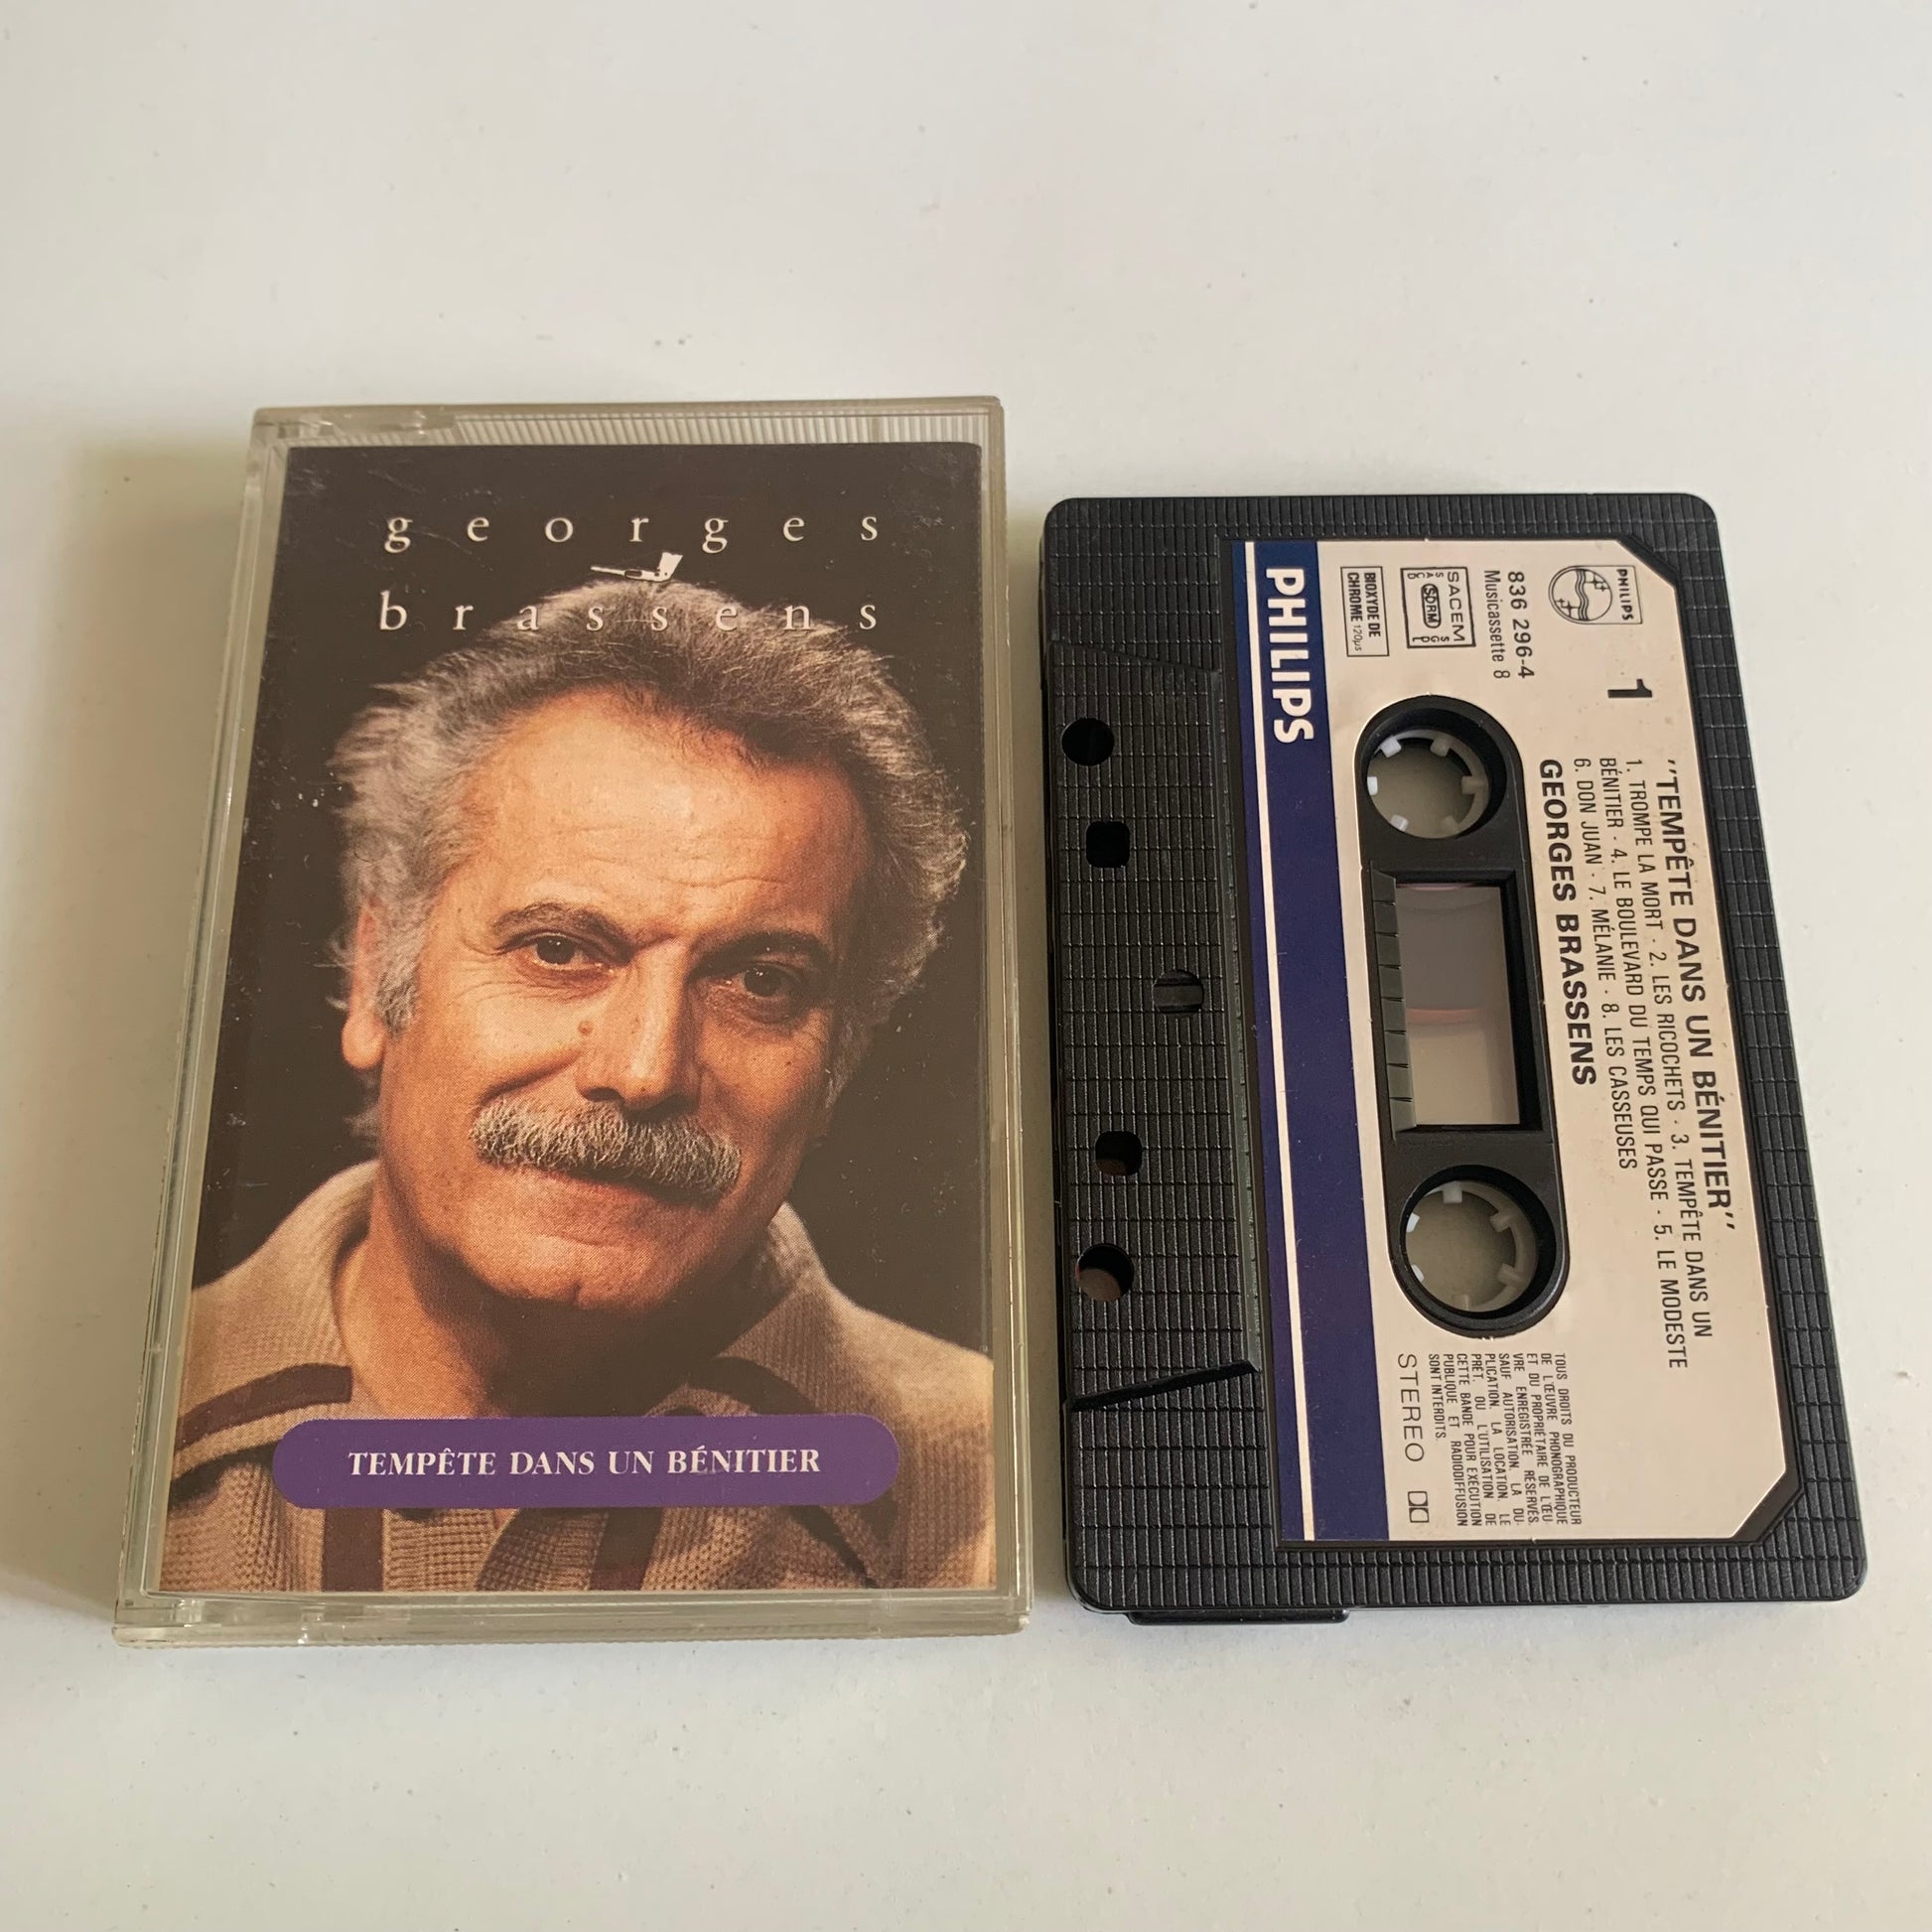 georges
brassens
TEMPÊTE DANS UN BÉNITIER
PHILIPS
1
"TEMPÊTE DANS UN BÉNITIER"
1. TROMPE LA MORT · 2. LES RICOCHETS · 3. TEMPÊTE DANS UN
BÉNITIER · 4. LE BOULEVARD DU TEMPS QUI PASSE · 5. LE MODESTE
6. DON JUAN · 7. MÉLANIE · 8. LES CASSEUSES
GEORGES BRASSENS
836 296-4
Musicassette 8
SACEM
SDRM
BIOXYDE DE
CHROME 120µs
TOUS DROITS DU PRODUCTEUR
DE L'ŒUVRE PHONOGRAPHIQUE
ET DU PROPRIÉTAIRE DE L'ŒU-
VRE ENREGISTRÉE RÉSERVÉS.
SAUF AUTORISATION, LA DU-
PLICATION, LA LOCATION, LE
PRÊT, OU L'UTILISATION DE
CETTE BANDE POUR EXÉCUTION
PUBLIQUE ET RADIODIFFUSION
SONT INTERDITS.
STEREO
PHILIPS